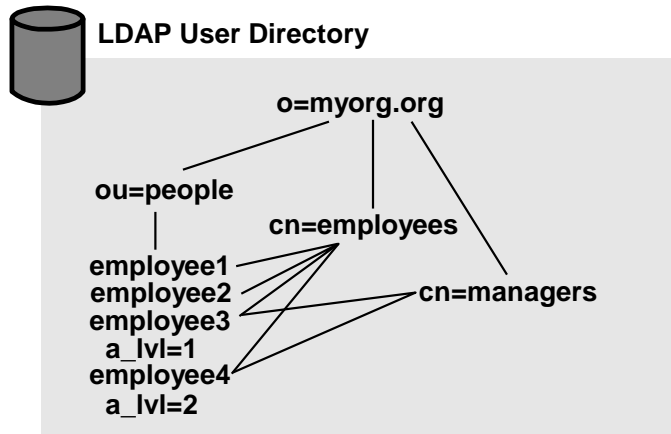 LDAP User Directory
o=myorg.org
ou=people
cn=employees
employee1
employee2
cn=managers
employee3
a_lvl=1
employee4
a_lvl=2